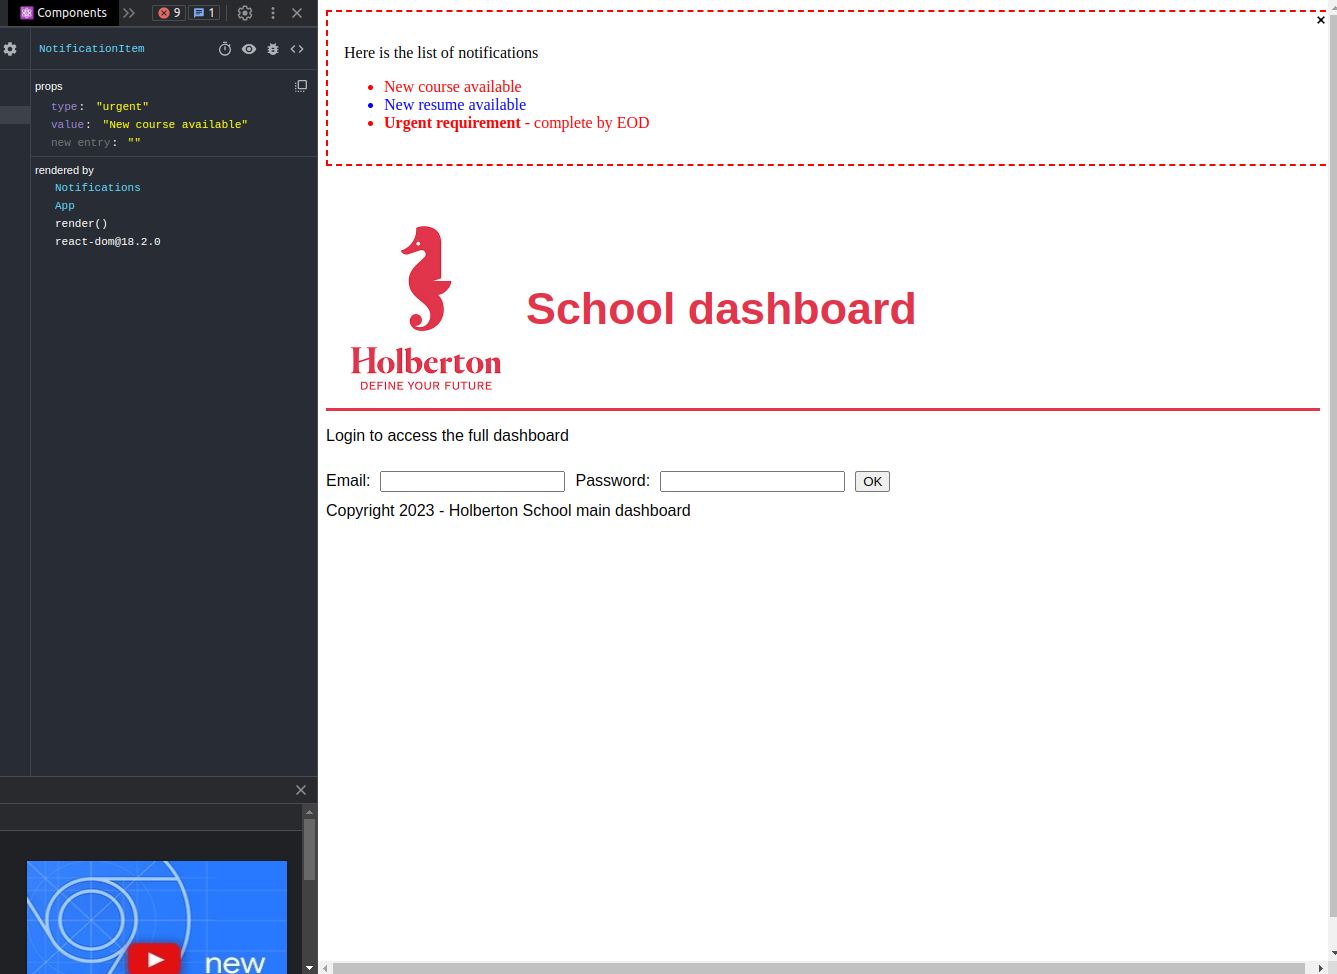 Components
9
1
NotificationItem
props
type: "urgent"
value: "New course available"
new entry: ""
rendered by
Notifications
App
render()
react-dom@18.2.0
new
×
Here is the list of notifications
New course available
New resume available
Urgent requirement - complete by EOD
Holberton
DEFINE YOUR FUTURE
School dashboard
Login to access the full dashboard
Email: Password: OK
Copyright 2023 - Holberton School main dashboard